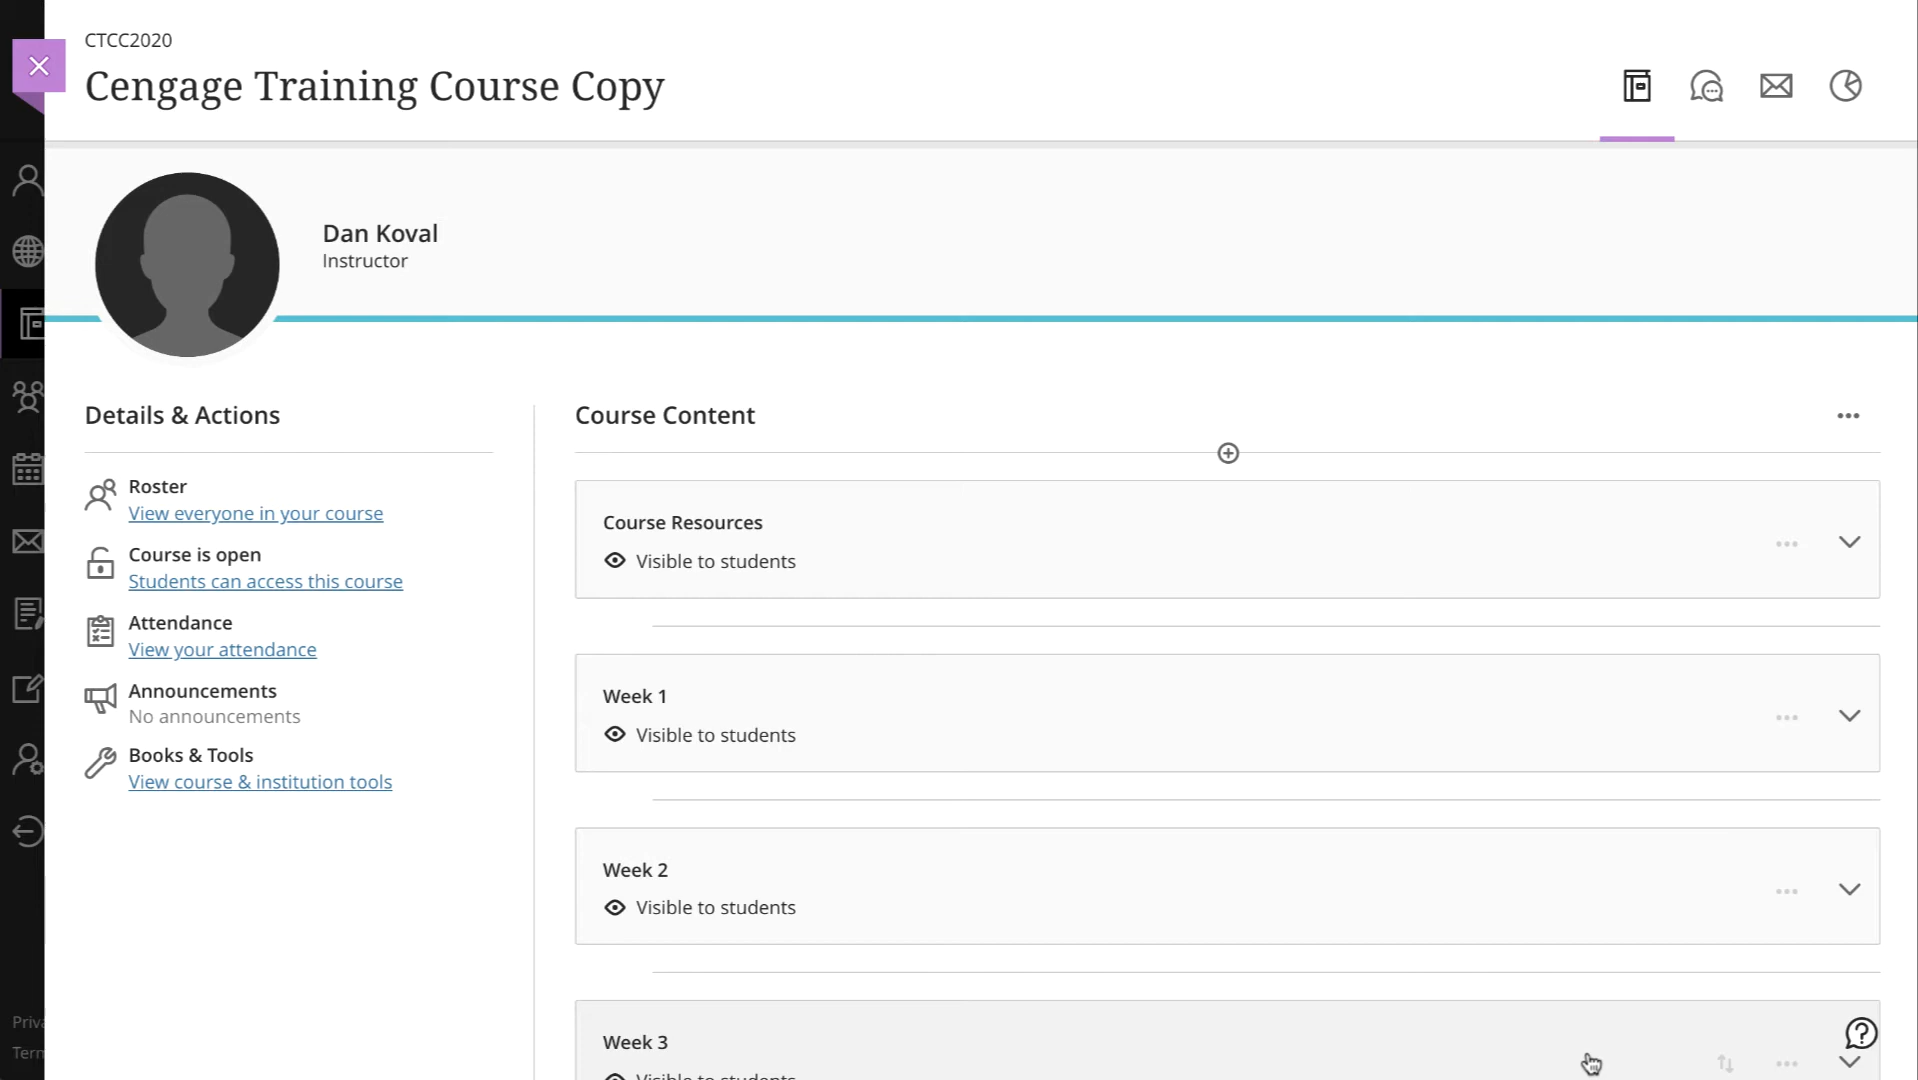 CTCC2020
Cengage Training Course Copy
Dan Koval
Instructor
Details & Actions
Roster
View everyone in your course
Course is open
Students can access this course
Attendance
View your attendance
Announcements
No announcements
Books & Tools
View course & institution tools
Course Content
Course Resources
Visible to students
Week 1
Visible to students
Week 2
Visible to students
Week 3
Visible to students
Priva
Term